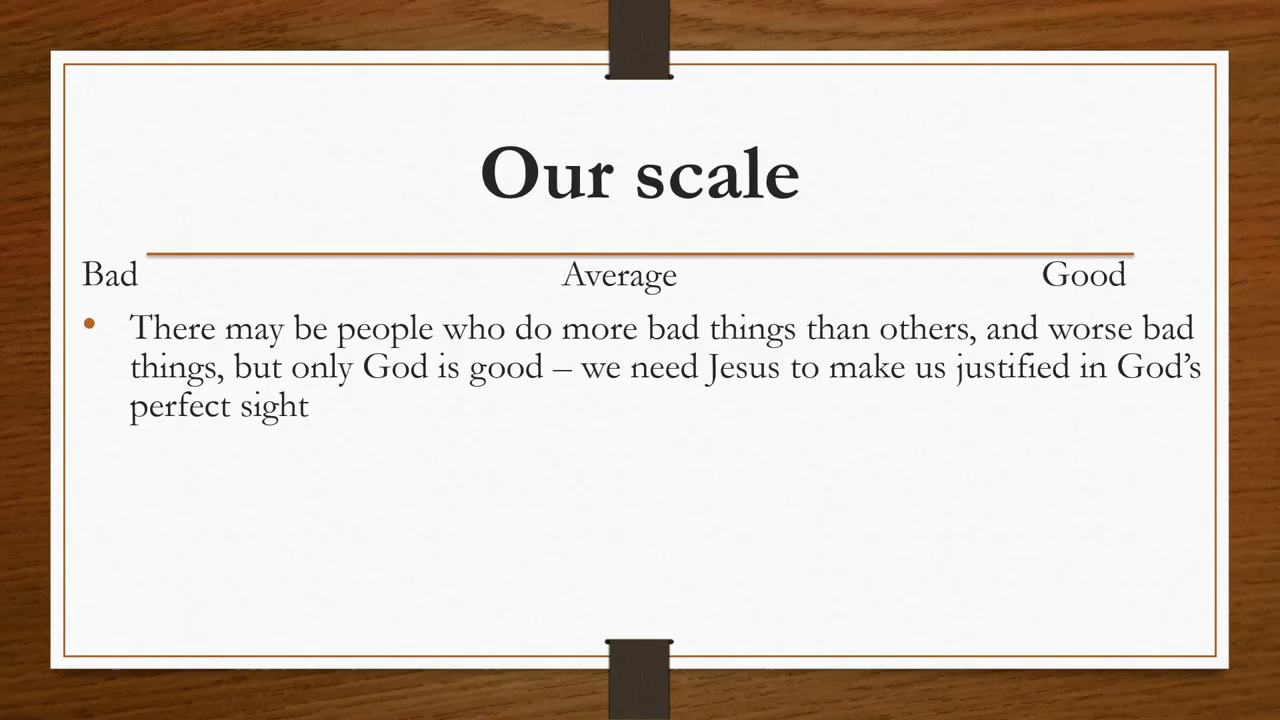 Our scale
Bad Average Good
• There may be people who do more bad things than others, and worse bad
things, but only God is good – we need Jesus to make us justified in God’s
perfect sight